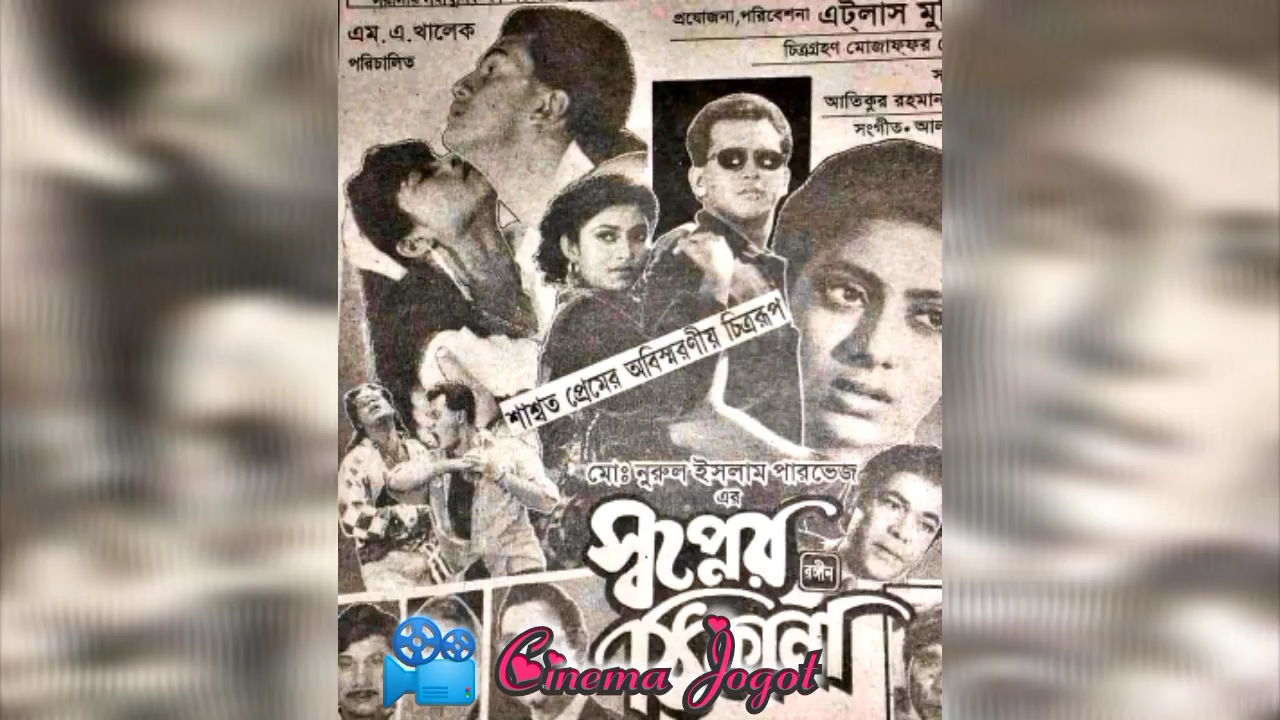 এম.এ.খালেক
পরিচালিত
প্রযোজনা,পরিবেশনা এট্‌লাস
চিত্রগ্রহণ মোজাফ্‌ফর
আতিকুর রহমান
সংগীত•
শাশ্বত প্রেমের অবিস্মরণীয় চিত্ররূপ
মোঃ নূরুল ইসলাম পারভেজ
এর
স্বপ্নের
রঙ্গীন
Cinema Jogot